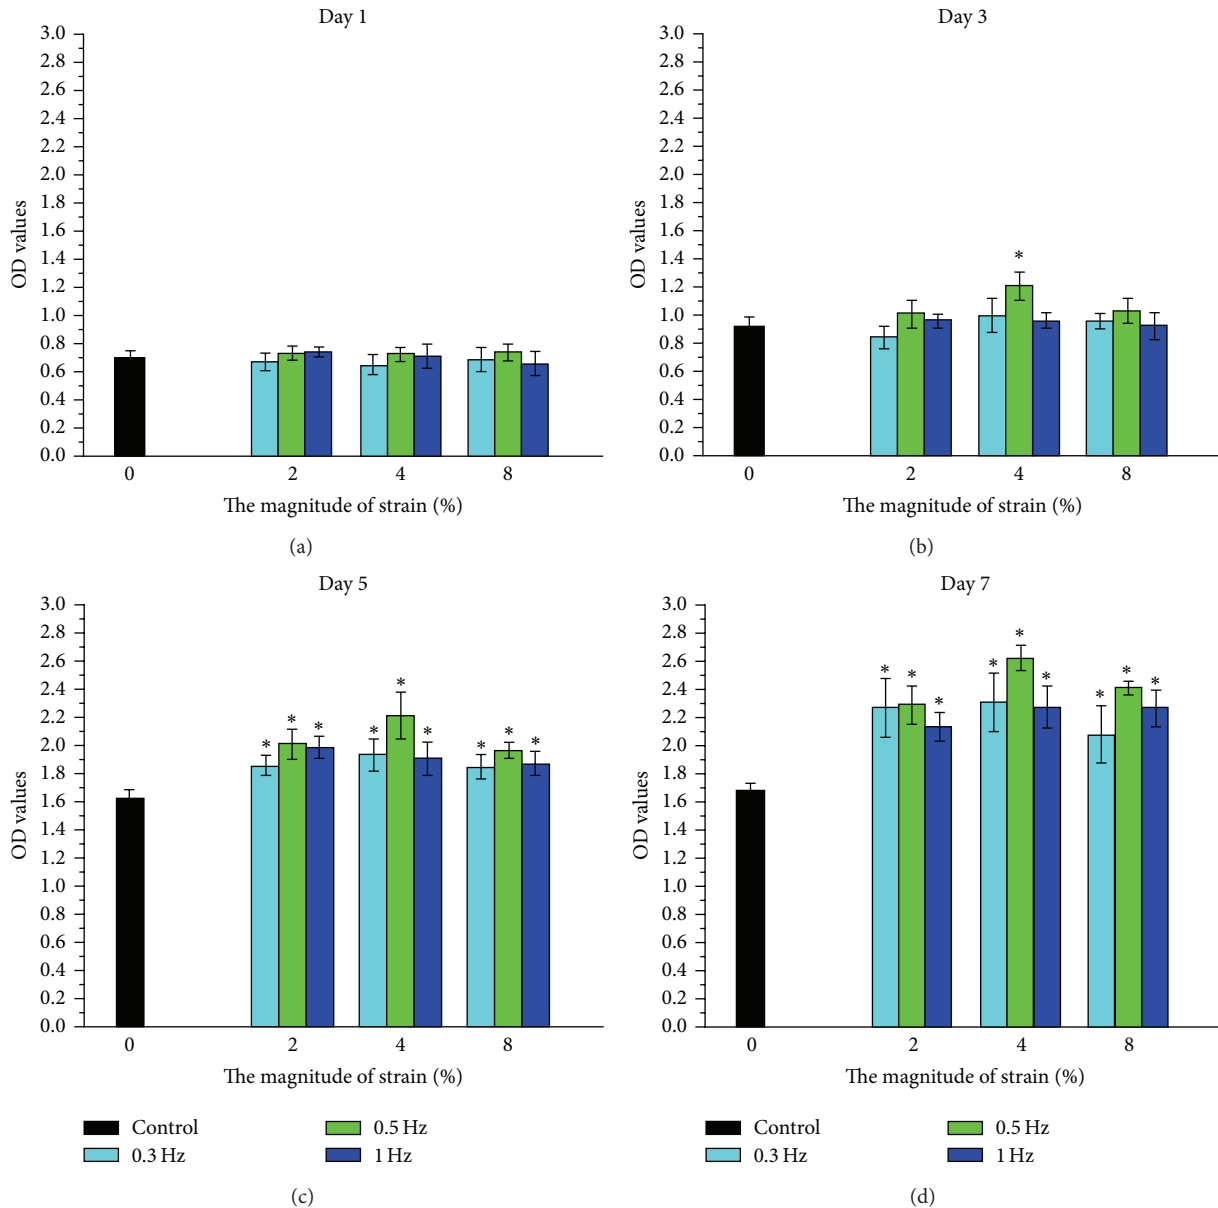 Day 1
3.0
2.8
2.6
2.4
2.2
2.0
1.8
1.6
1.4
1.2
1.0
0.8
0.6
0.4
0.2
0.0
OD values
0 2 4 8
The magnitude of strain (%)
(a)
Day 3
3.0
2.8
2.6
2.4
2.2
2.0
1.8
1.6
1.4
1.2
1.0
0.8
0.6
0.4
0.2
0.0
OD values
*
0 2 4 8
The magnitude of strain (%)
(b)
Day 5
3.0
2.8
2.6
2.4
2.2
2.0
1.8
1.6
1.4
1.2
1.0
0.8
0.6
0.4
0.2
0.0
OD values
* * * * * * * * *
0 2 4 8
The magnitude of strain (%)
Control
0.3 Hz
0.5 Hz
1 Hz
(c)
Day 7
3.0
2.8
2.6
2.4
2.2
2.0
1.8
1.6
1.4
1.2
1.0
0.8
0.6
0.4
0.2
0.0
OD values
* * * * * * * * *
0 2 4 8
The magnitude of strain (%)
Control
0.3 Hz
0.5 Hz
1 Hz
(d)